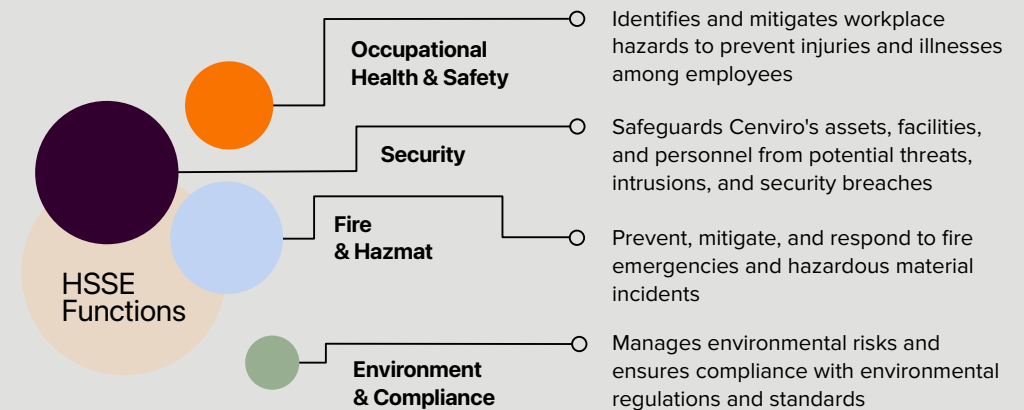 HSSE
Functions
Occupational
Health & Safety
Identifies and mitigates workplace
hazards to prevent injuries and illnesses
among employees
Security
Safeguards Cenviro's assets, facilities,
and personnel from potential threats,
intrusions, and security breaches
Fire
& Hazmat
Prevent, mitigate, and respond to fire
emergencies and hazardous material
incidents
Environment
& Compliance
Manages environmental risks and
ensures compliance with environmental
regulations and standards